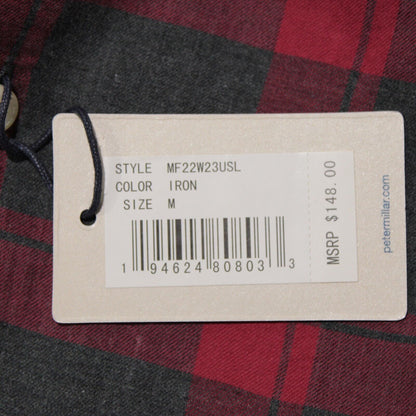 STYLE MF22W23USL
COLOR IRON
SIZE M
1 94624 80803 3
MSRP $148.00
petermillar.com